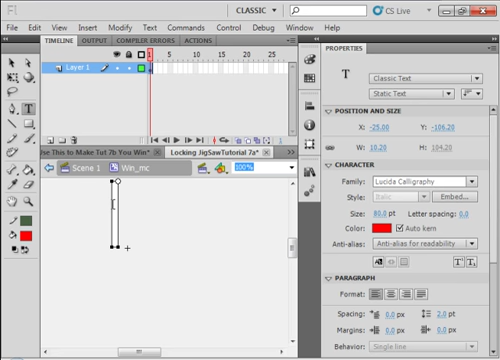 Fl CLASSIC CS Live
File Edit View Insert Modify Text Commands Control Debug Window Help
TIMELINE OUTPUT COMPILER ERRORS ACTIONS
1 5 10 15 20 25
Layer 1
1
Use This to Make Tut 7b You Win* Locking JigSawTutorial 7a*
Scene 1 Win_mc 100%
PROPERTIES
T Classic Text
Static Text
POSITION AND SIZE
X: -25.00 Y: -106.20
W: 10.20 H: 104.20
CHARACTER
Family: Lucida Calligraphy
Style: Italic Embed...
Size: 80.0 pt Letter spacing: 0.0
Color: Auto kern
Anti-alias: Anti-alias for readability
PARAGRAPH
Format:
Spacing: 0.0 px 2.0 pt
Margins: 0.0 px 0.0 px
Behavior: Single line